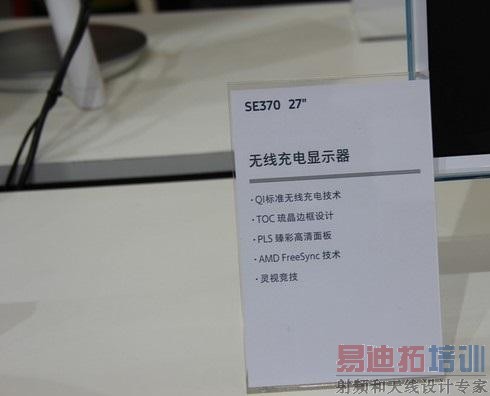 SE370 27"
无线充电显示器
·QI标准无线充电技术
·TOC 琉晶边框设计
·PLS 臻彩高清面板
·AMD FreeSync 技术
·灵视竞技
易迪拓培训
射频和天线设计专家